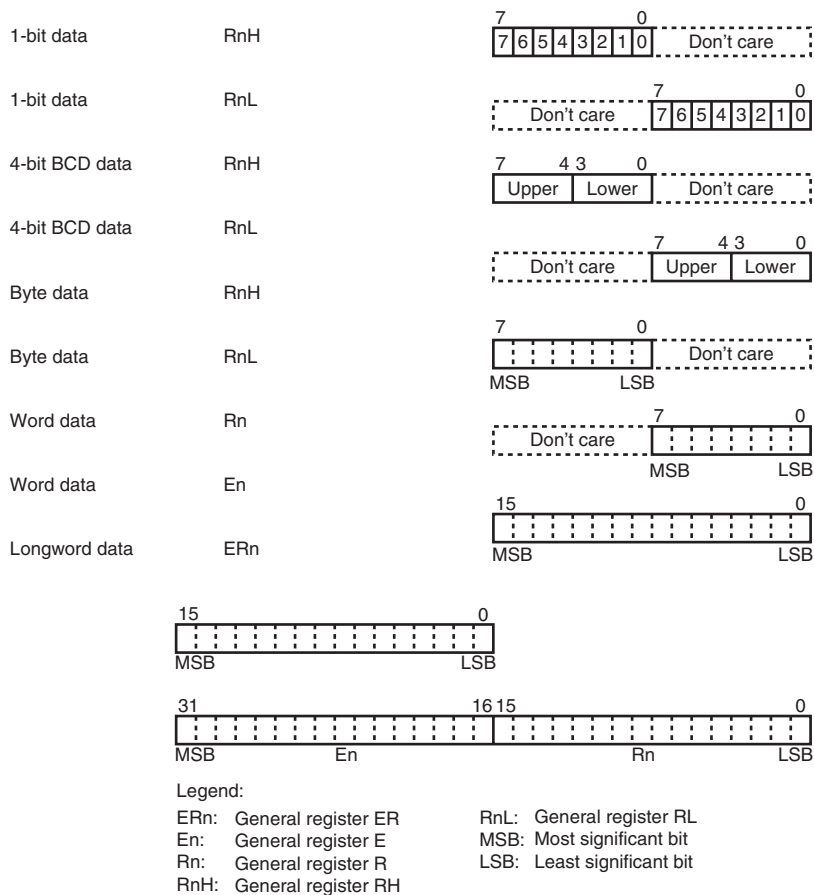 7 0
1-bit data RnH 7 6 5 4 3 2 1 0 Don't care
7 0
1-bit data RnL Don't care 7 6 5 4 3 2 1 0
4-bit BCD data RnH 7 4 3 0
Upper Lower Don't care
4-bit BCD data RnL 7 4 3 0
Don't care Upper Lower
Byte data RnH
7 0
Byte data RnL Don't care
MSB LSB
Word data Rn 7 0
Don't care
MSB LSB
Word data En
15 0
Longword data ERn MSB LSB
15 0
MSB LSB
31 16 15 0
MSB En Rn LSB
Legend:
ERn: General register ER RnL: General register RL
En: General register E MSB: Most significant bit
Rn: General register R LSB: Least significant bit
RnH: General register RH